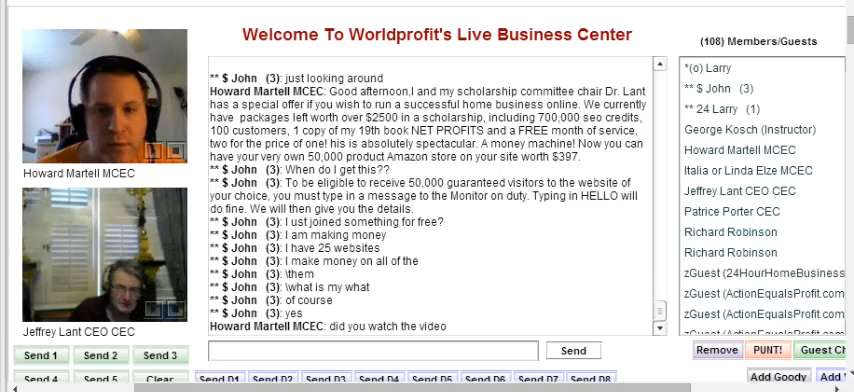 Welcome To Worldprofit's Live Business Center
Howard Martell MCEC
Jeffrey Lant CEO CEC
** $ John (3): just looking around
Howard Martell MCEC: Good afternoon,I and my scholarship committee chair Dr. Lant
has a special offer if you wish to run a successful home business online. We currently
have packages left worth over $2500 in a scholarship, including 700,000 seo credits,
100 customers, 1 copy of my 19th book NET PROFITS and a FREE month of service,
two for the price of one! his is absolutely spectacular. A money machine! Now you can
have your very own 50,000 product Amazon store on your site worth $397.
** $ John (3): When do I get this??
** $ John (3): To be eligible to receive 50,000 guaranteed visitors to the website of
your choice, you must type in a message to the Monitor on duty. Typing in HELLO will
do fine. We will then give you the details.
** $ John (3): I ust joined something for free?
** $ John (3): I am making money
** $ John (3): I have 25 websites
** $ John (3): I make money on all of the
** $ John (3): \them
** $ John (3): \what is my what
** $ John (3): of course
** $ John (3): yes
Howard Martell MCEC: did you watch the video
Send
(108) Members/Guests
*(o) Larry
** $ John (3)
** 24 Larry (1)
George Kosch (Instructor)
Howard Martell MCEC
Italia or Linda Elze MCEC
Jeffrey Lant CEO CEC
Patrice Porter CEC
Richard Robinson
Richard Robinson
zGuest (24HourHomeBusiness
zGuest (ActionEqualsProfit.com
zGuest (ActionEqualsProfit.com
zGuest (ActionEqualsProfit.com
Send 1 Send 2 Send 3
Send 4 Send 5 Clear
Send D1 Send D2 Send D3 Send D4 Send D5 Send D6 Send D7 Send D8
Remove PUNT! Guest Ch
Add Goody Add